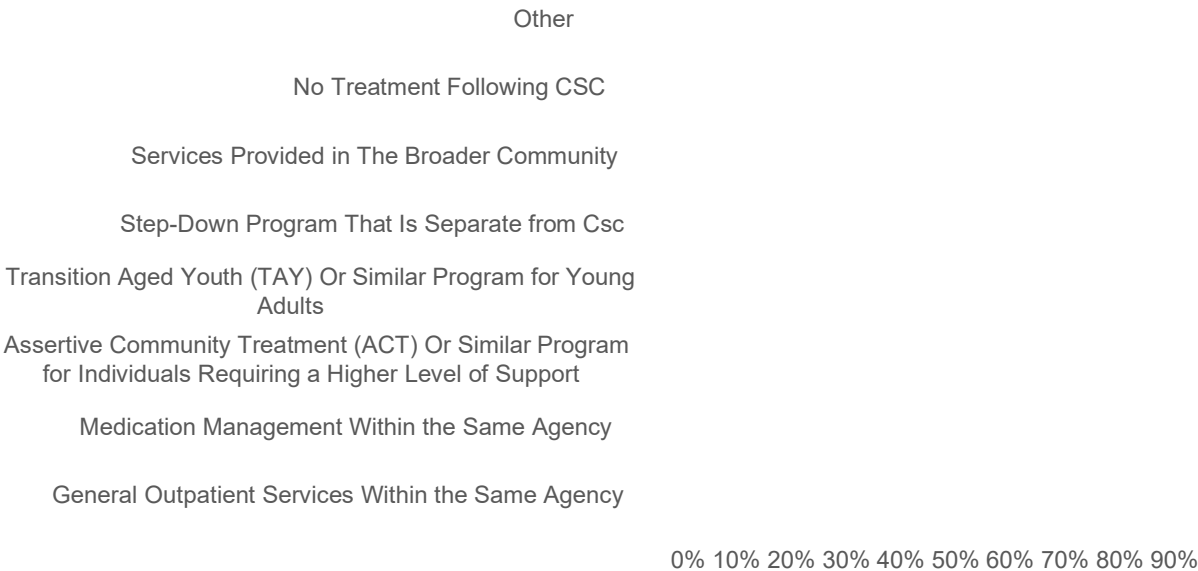 Other
No Treatment Following CSC
Services Provided in The Broader Community
Step-Down Program That Is Separate from Csc
Transition Aged Youth (TAY) Or Similar Program for Young
Adults
Assertive Community Treatment (ACT) Or Similar Program
for Individuals Requiring a Higher Level of Support
Medication Management Within the Same Agency
General Outpatient Services Within the Same Agency
0% 10% 20% 30% 40% 50% 60% 70% 80% 90%